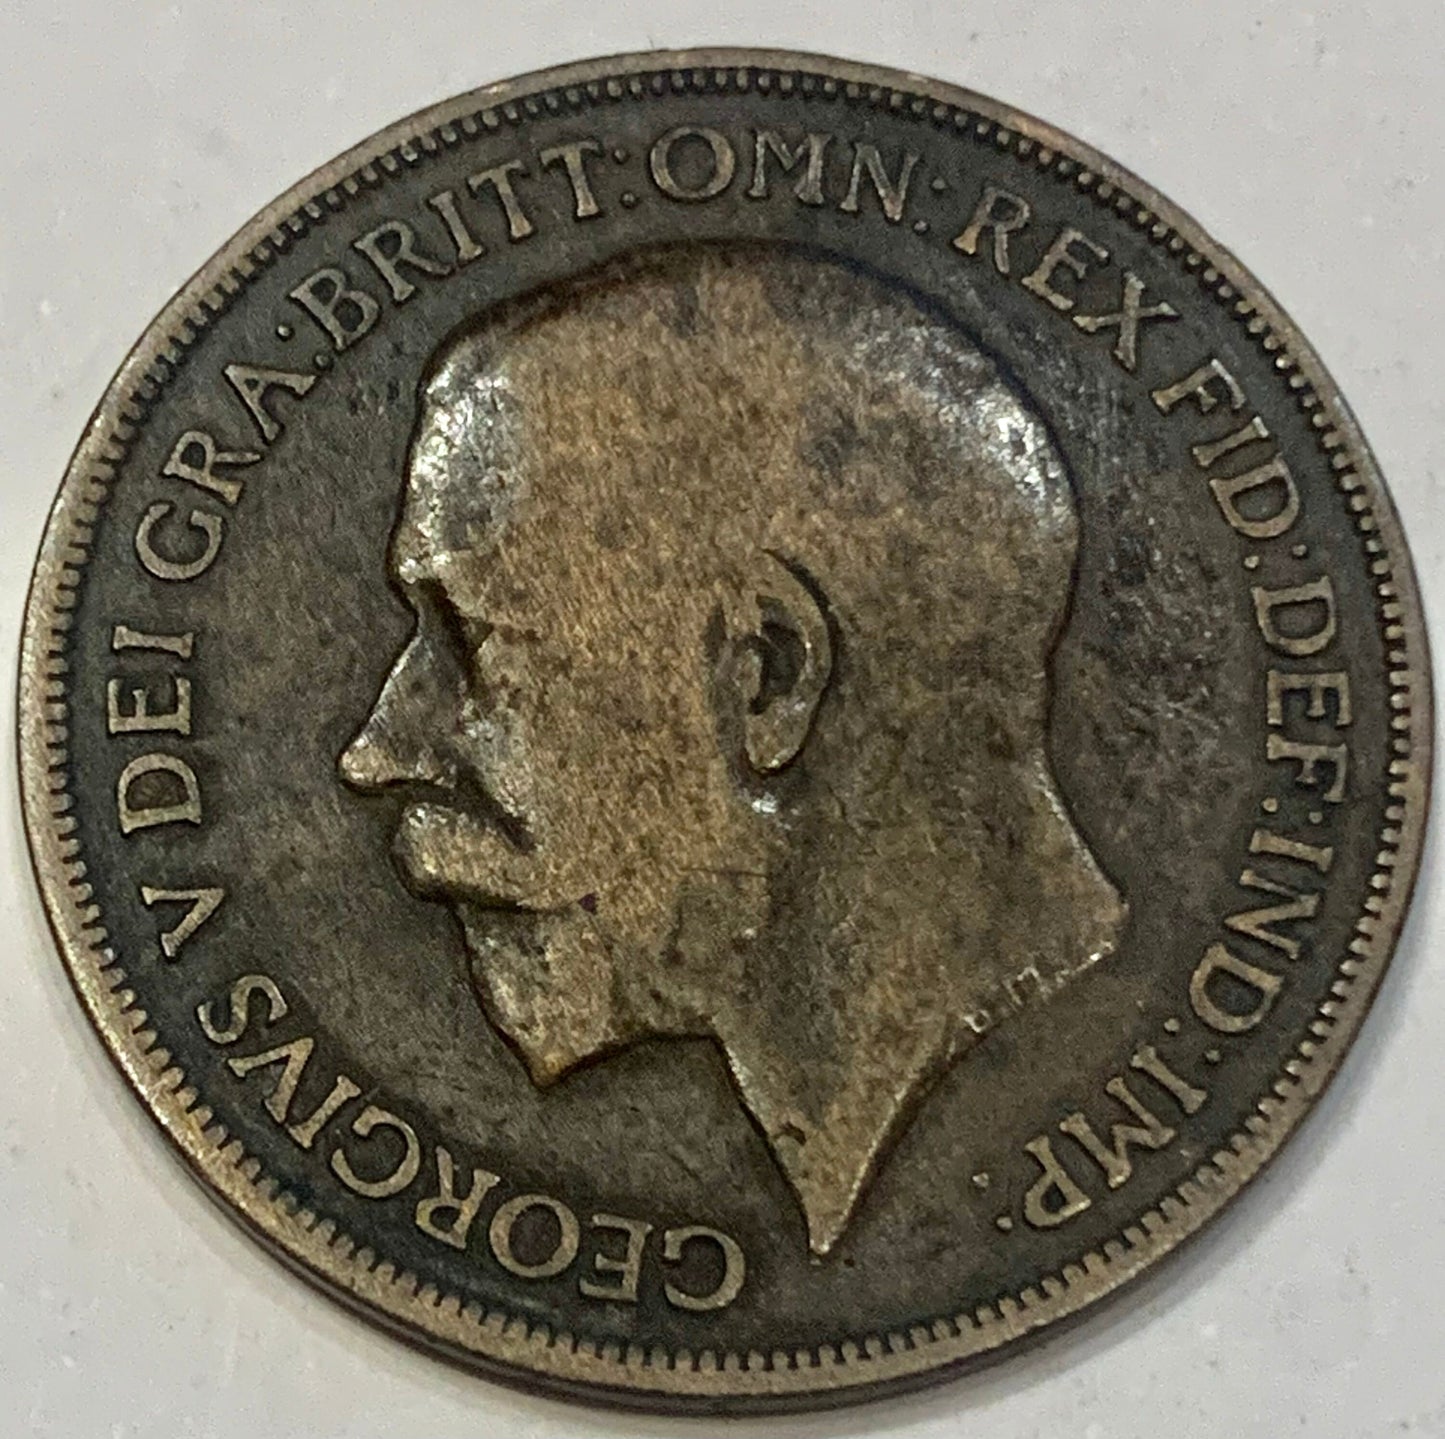 GEORGIVS V DEI GRA: BRITT: OMN: REX FID: DEF: IND: IMP:
B.M.